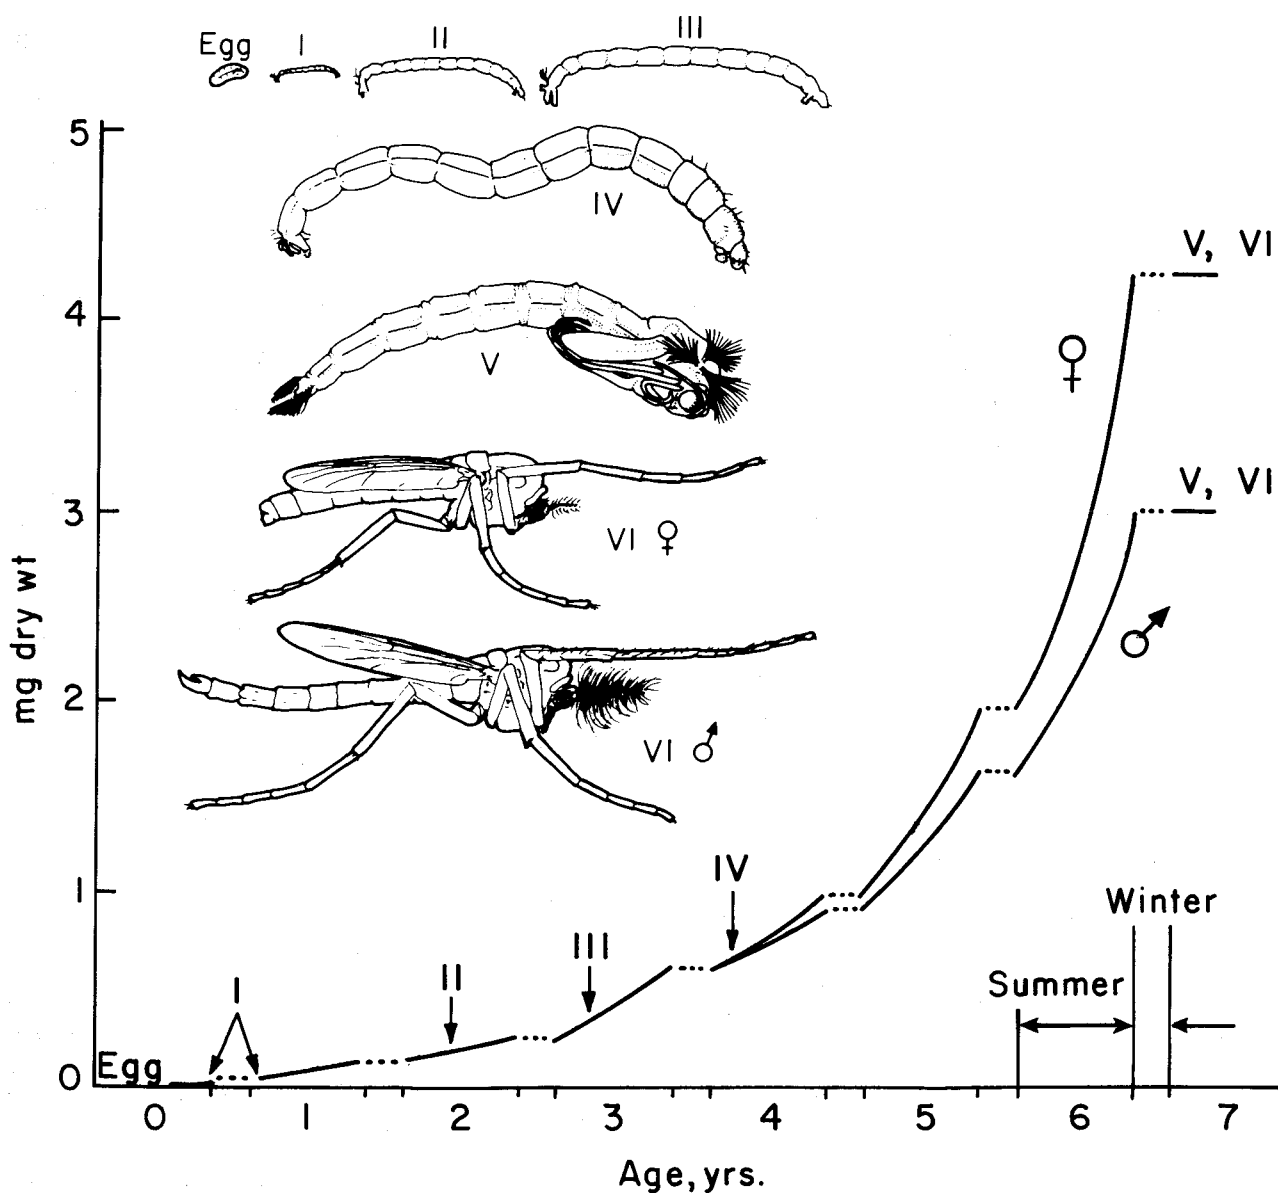 Egg I II III
IV
V
VI ♀
VI ♂
mg dry wt
5
4
3
2
1
0
Egg
I
II
III
IV
♀
♂
V, VI
V, VI
Winter
Summer
0 1 2 3 4 5 6 7
Age, yrs.